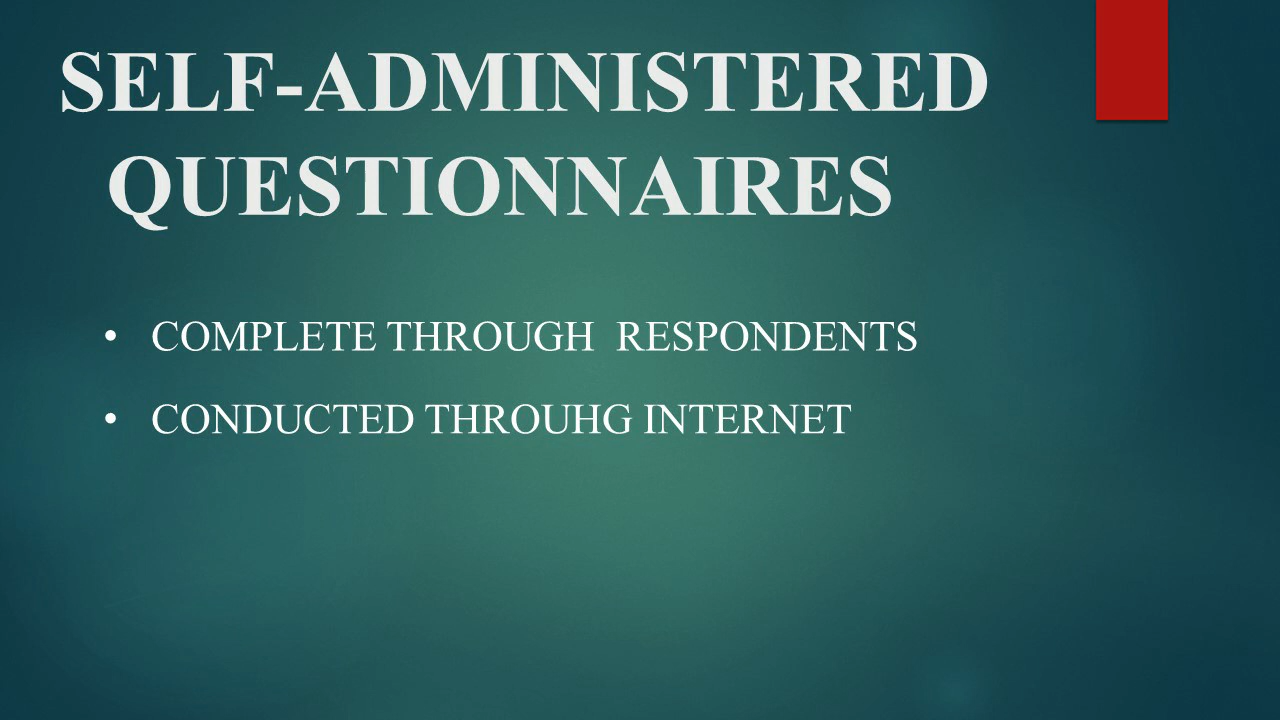 SELF-ADMINISTERED
QUESTIONNAIRES
• COMPLETE THROUGH  RESPONDENTS
• CONDUCTED THROUHG INTERNET